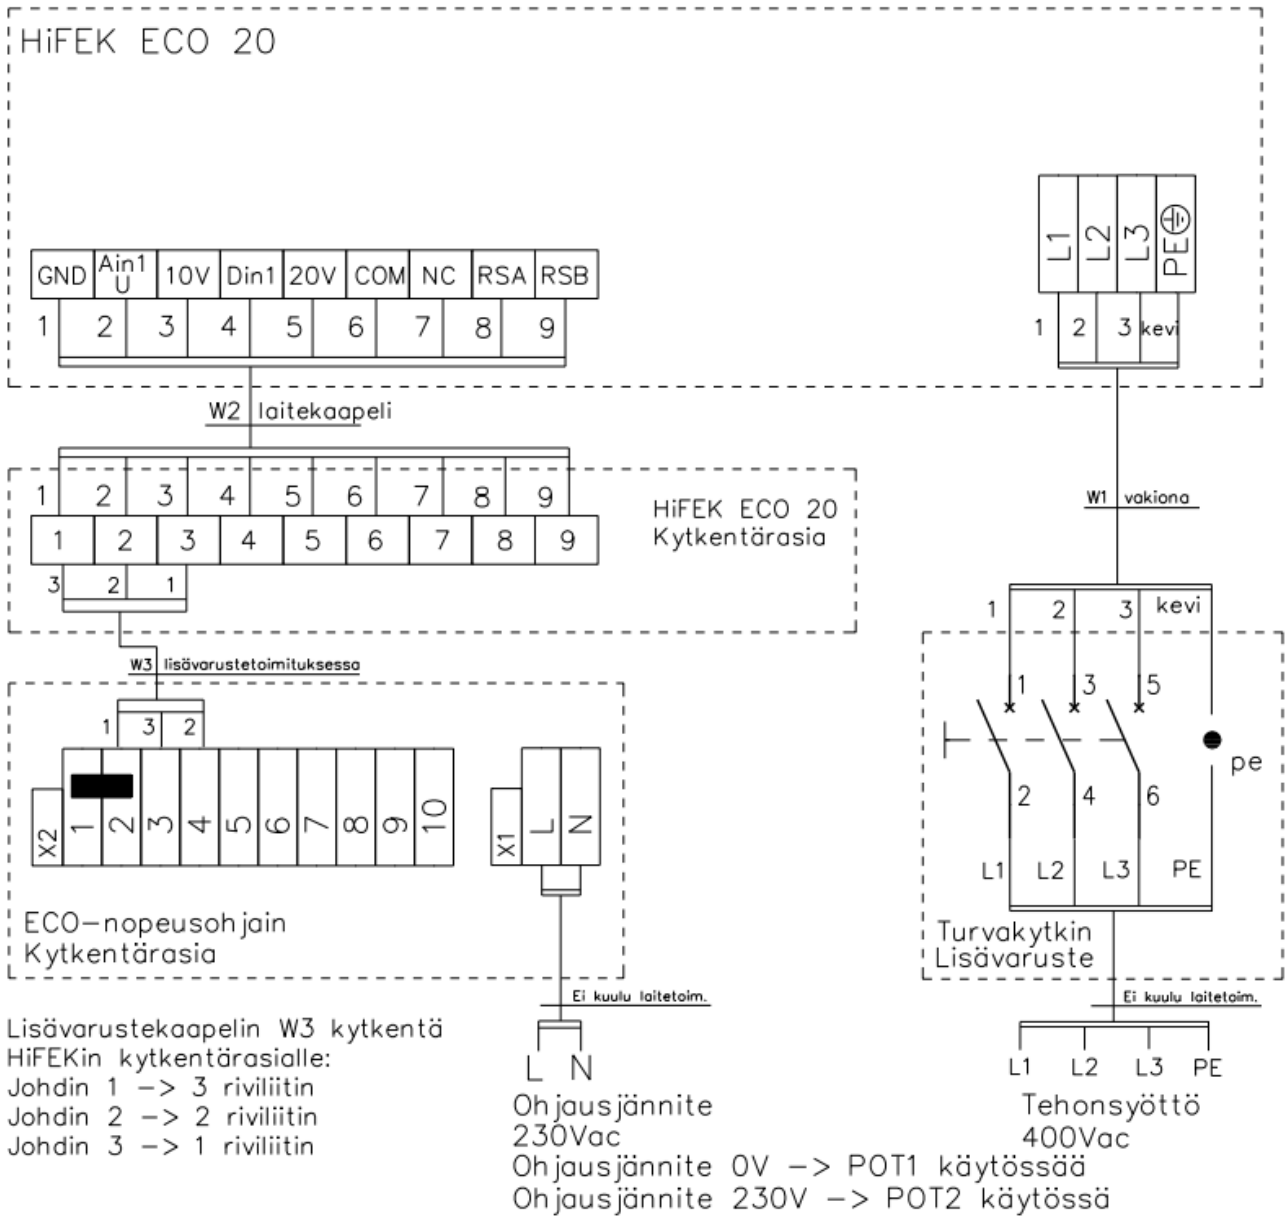 HiFEK ECO 20
L1 L2 L3 PE
GND Ain1 U 10V Din1 20V COM NC RSA RSB
1 2 3 4 5 6 7 8 9
1 2 3 kevi
W2 laitekaapeli
1 2 3 4 5 6 7 8 9
1 2 3 4 5 6 7 8 9
3 2 1
HiFEK ECO 20
Kytkentärasia
W1 vakiona
W3 lisävarustetoimituksessa
1 3 2
X2 1 2 3 4 5 6 7 8 9 10
X1 L N
ECO-nopeusohjain
Kytkentärasia
1 2 3 kevi
1 3 5
pe
2 4 6
L1 L2 L3 PE
Turvakytkin
Lisävaruste
Ei kuulu laitetoim.
Ei kuulu laitetoim.
Lisävarustekaapelin W3 kytkentä
HiFEKin kytkentärasialle:
Johdin 1 -> 3 riviliitin
Johdin 2 -> 2 riviliitin
Johdin 3 -> 1 riviliitin
L N
Ohjausjännite
230Vac
Ohjausjännite 0V -> POT1 käytössää
Ohjausjännite 230V -> POT2 käytössä
L1 L2 L3 PE
Tehonsyöttö
400Vac